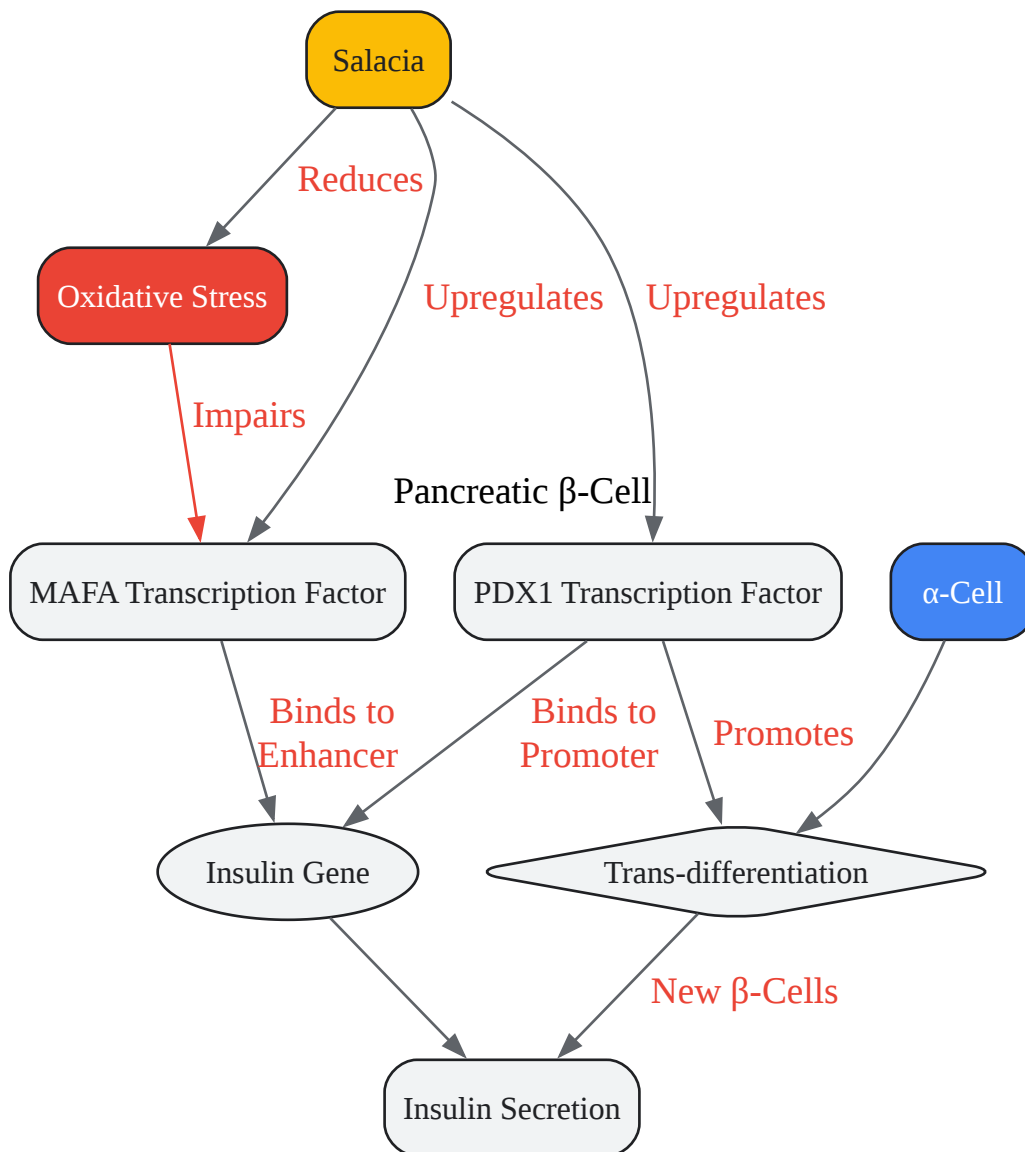 Salacia
Reduces
Oxidative Stress
Upregulates
Upregulates
Impairs
Pancreatic β-Cell
MAFA Transcription Factor
PDX1 Transcription Factor
α-Cell
Binds to
Enhancer
Binds to
Promoter
Promotes
Insulin Gene
Trans-differentiation
New β-Cells
Insulin Secretion